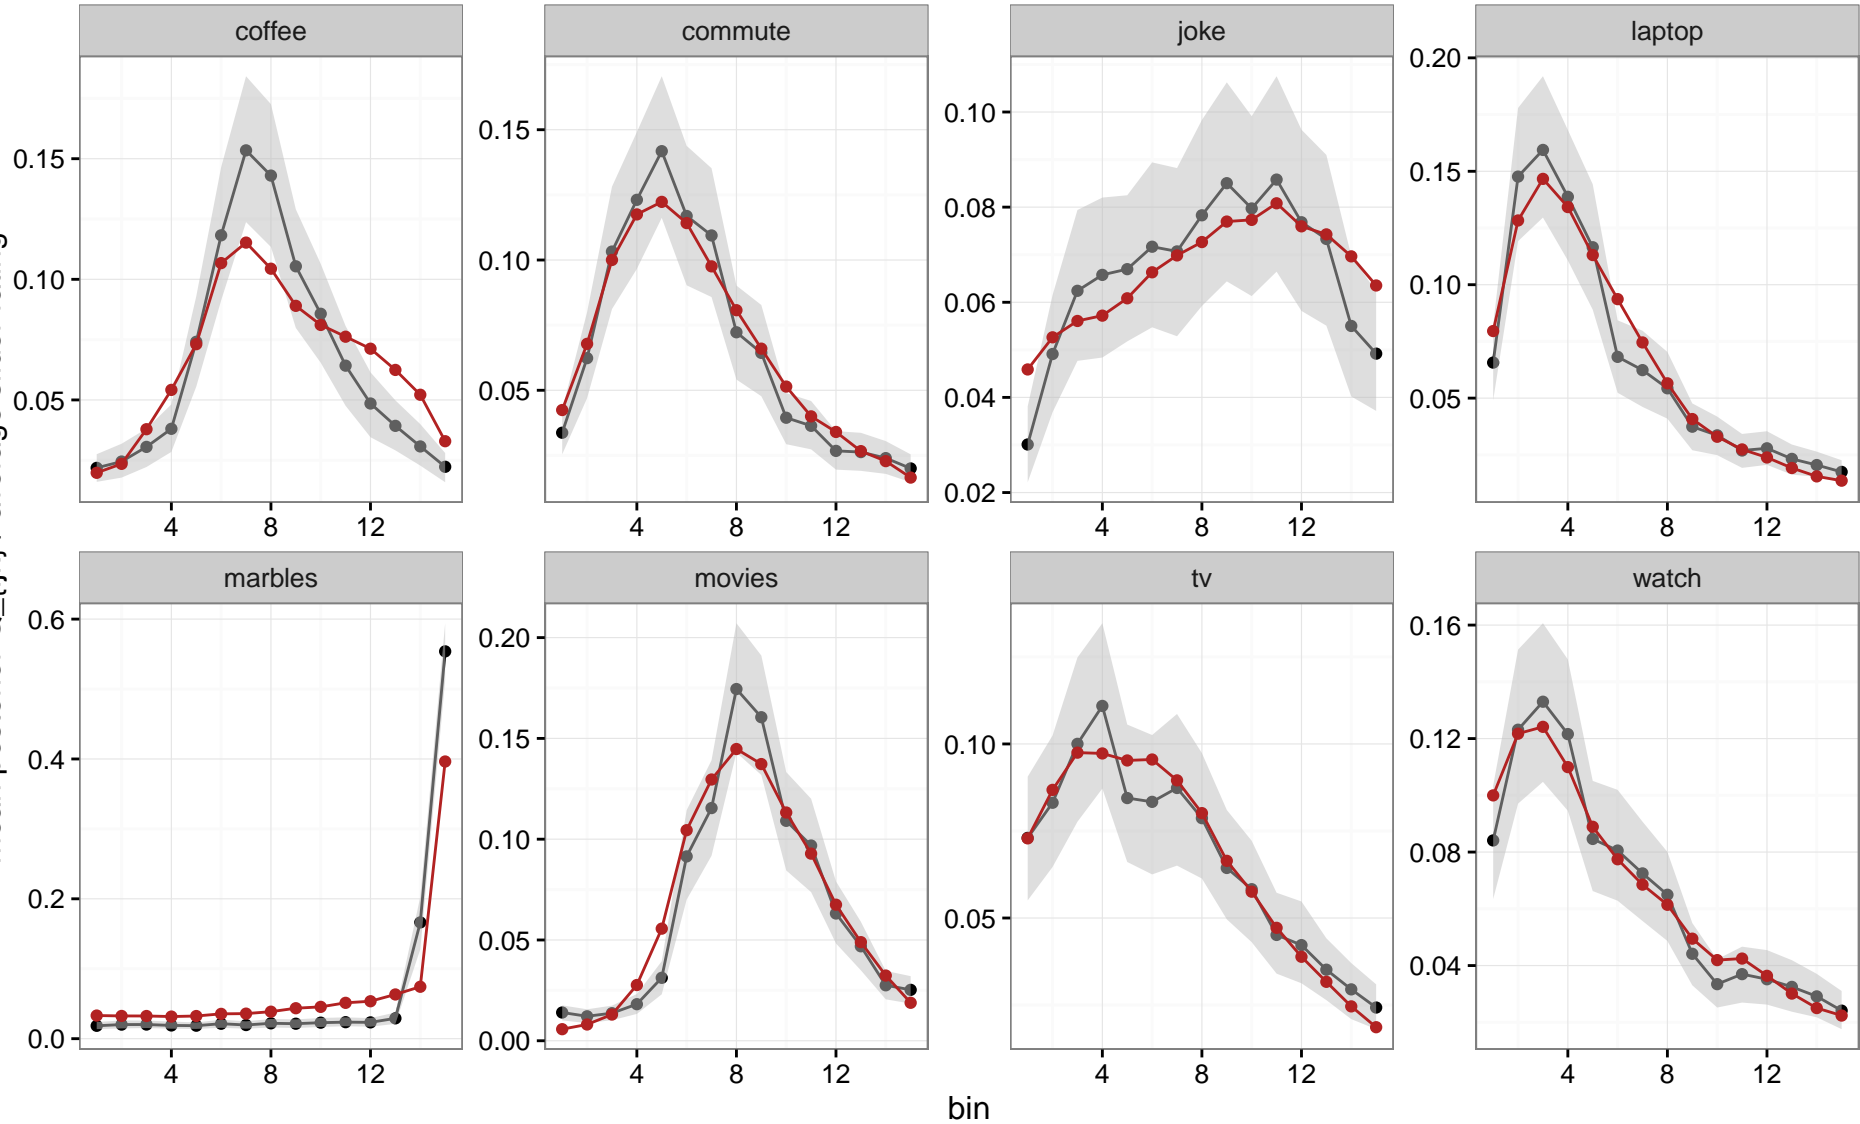 coffee commute joke laptop
0.20
0.15 0.15 0.10 0.15
0.08
0.10 0.10 0.06 0.10
0.05 0.05 0.04 0.05
0.02
4 8 12 4 8 12 4 8 12 4 8 12
marbles movies tv watch
0.6 0.20 0.16
0.4 0.15 0.10 0.12
0.10 0.08
0.2 0.05 0.05 0.04
0.0 0.00
4 8 12 4 8 12 4 8 12 4 8 12
bin